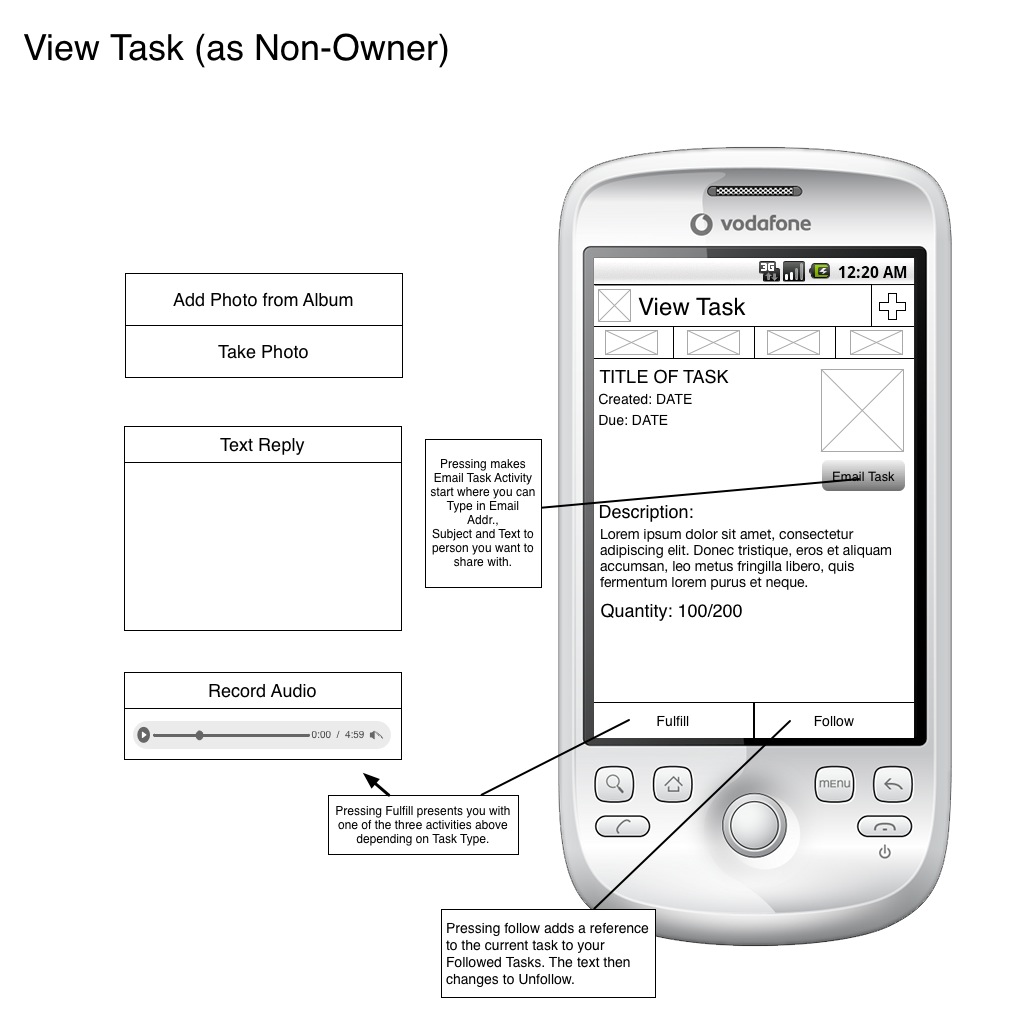 View Task (as Non-Owner)
vodafone
3G
12:20 AM
View Task
TITLE OF TASK
Created: DATE
Due: DATE
Email Task
Description:
Lorem ipsum dolor sit amet, consectetur
adipiscing elit. Donec tristique, eros et aliquam
accumsan, leo metus fringilla libero, quis
fermentum lorem purus et neque.
Quantity: 100/200
Fulfill
Follow
MENU
Add Photo from Album
Take Photo
Text Reply
Record Audio
0:00 / 4:59
Pressing makes
Email Task Activity
start where you can
Type in Email
Addr.,
Subject and Text to
person you want to
share with.
Pressing Fulfill presents you with
one of the three activities above
depending on Task Type.
Pressing follow adds a reference
to the current task to your
Followed Tasks. The text then
changes to Unfollow.